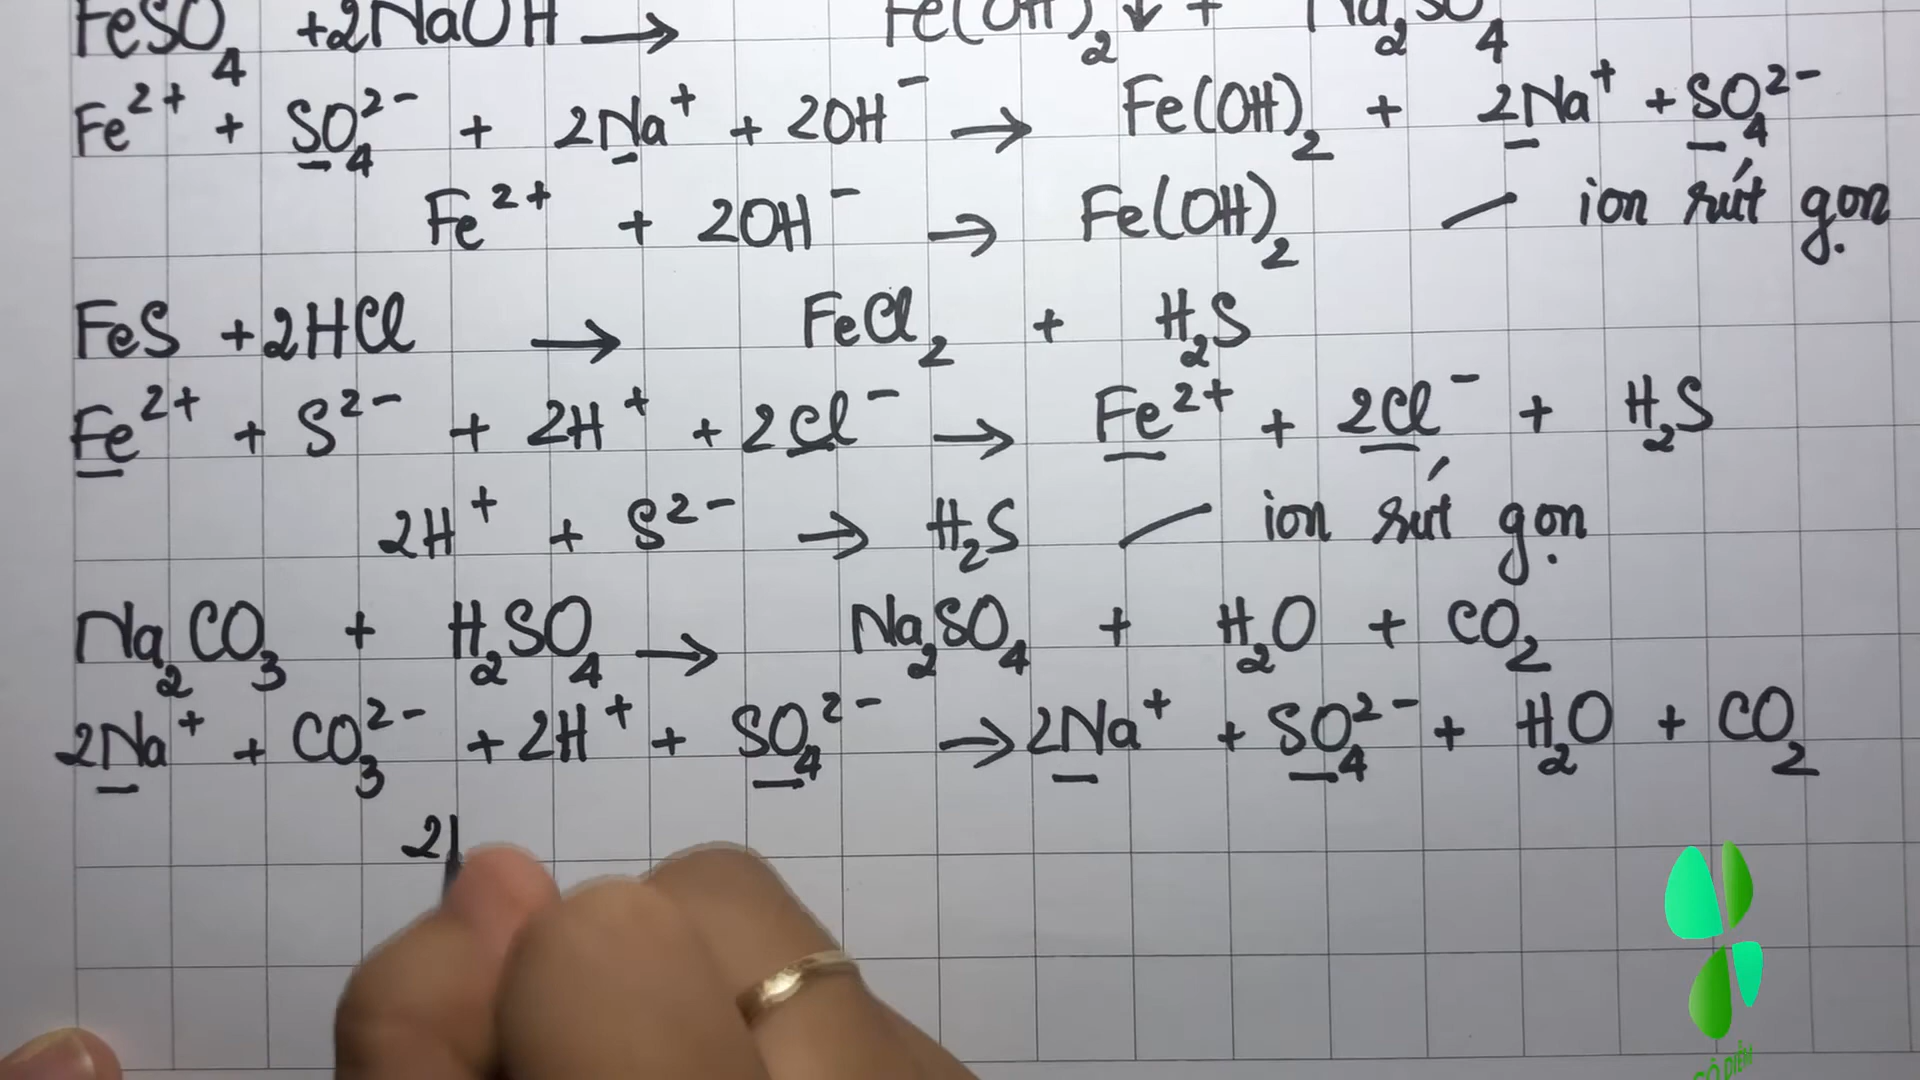 FeSO₄ + 2NaOH → Fe(OH)₂↓ + Na₂SO₄
Fe²⁺ + SO₄²⁻ + 2Na⁺ + 2OH⁻ → Fe(OH)₂ + 2Na⁺ + SO₄²⁻
Fe²⁺ + 2OH⁻ → Fe(OH)₂ — ion rút gọn
FeS + 2HCl → FeCl₂ + H₂S
Fe²⁺ + S²⁻ + 2H⁺ + 2Cl⁻ → Fe²⁺ + 2Cl⁻ + H₂S
2H⁺ + S²⁻ → H₂S — ion rút gọn
Na₂CO₃ + H₂SO₄ → Na₂SO₄ + H₂O + CO₂
2Na⁺ + CO₃²⁻ + 2H⁺ + SO₄²⁻ → 2Na⁺ + SO₄²⁻ + H₂O + CO₂
2